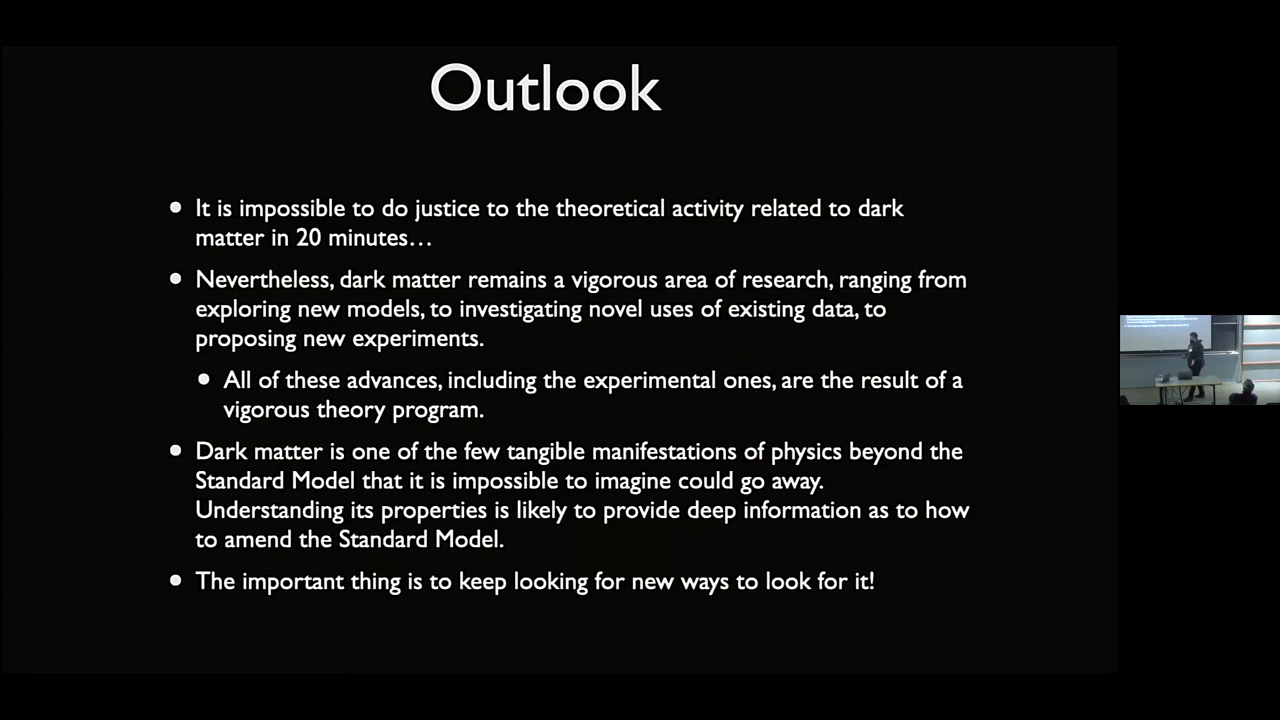 Outlook
• It is impossible to do justice to the theoretical activity related to dark
matter in 20 minutes…
• Nevertheless, dark matter remains a vigorous area of research, ranging from
exploring new models, to investigating novel uses of existing data, to
proposing new experiments.
• All of these advances, including the experimental ones, are the result of a
vigorous theory program.
• Dark matter is one of the few tangible manifestations of physics beyond the
Standard Model that it is impossible to imagine could go away.
Understanding its properties is likely to provide deep information as to how
to amend the Standard Model.
• The important thing is to keep looking for new ways to look for it!